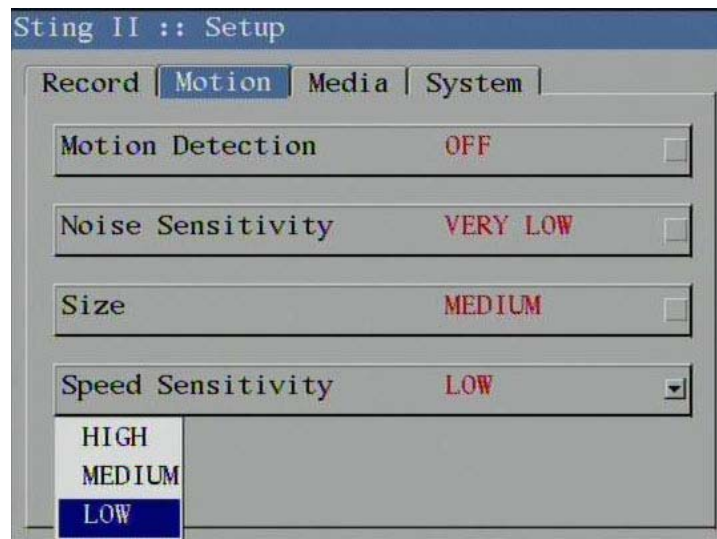 Sting II :: Setup
Record | Motion | Media | System |
Motion Detection OFF
Noise Sensitivity VERY LOW
Size MEDIUM
Speed Sensitivity LOW
HIGH
MEDIUM
LOW